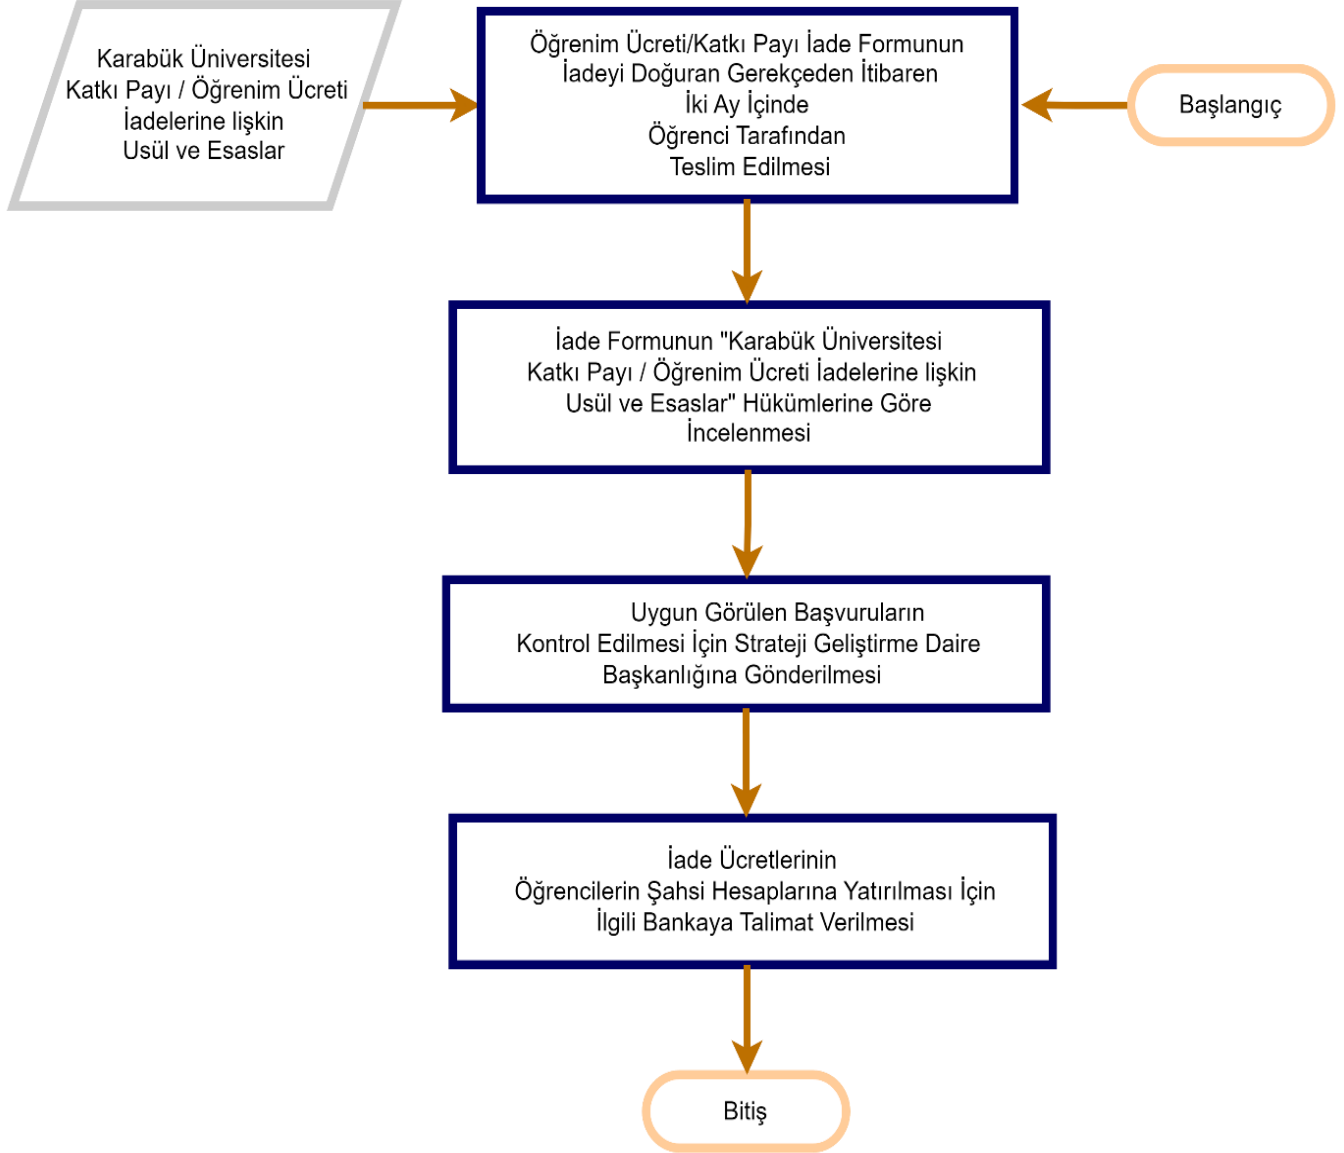 Karabük Üniversitesi
Katkı Payı / Öğrenim Ücreti
İadelerine lişkin
Usül ve Esaslar
Öğrenim Ücreti/Katkı Payı İade Formunun
İadeyi Doğuran Gerekçeden İtibaren
İki Ay İçinde
Öğrenci Tarafından
Teslim Edilmesi
Başlangıç
İade Formunun "Karabük Üniversitesi
Katkı Payı / Öğrenim Ücreti İadelerine lişkin
Usül ve Esaslar" Hükümlerine Göre
İncelenmesi
Uygun Görülen Başvuruların
Kontrol Edilmesi İçin Strateji Geliştirme Daire
Başkanlığına Gönderilmesi
İade Ücretlerinin
Öğrencilerin Şahsi Hesaplarına Yatırılması İçin
İlgili Bankaya Talimat Verilmesi
Bitiş